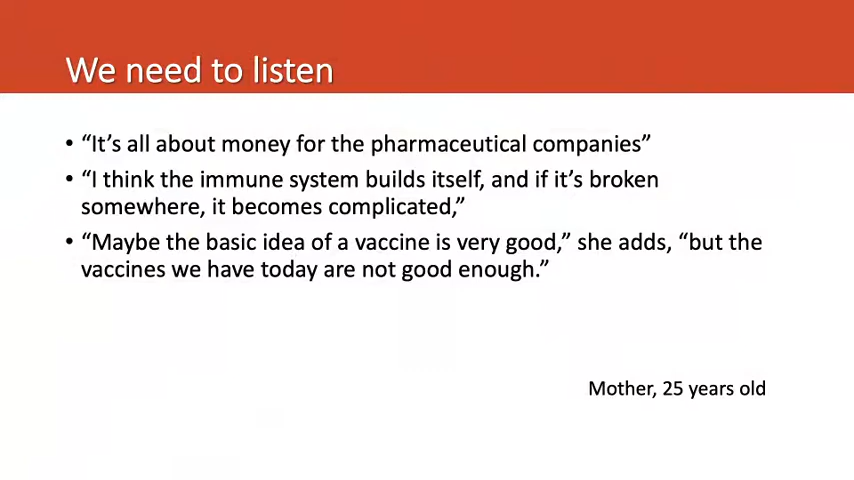 We need to listen
• “It’s all about money for the pharmaceutical companies”
• “I think the immune system builds itself, and if it’s broken
somewhere, it becomes complicated,”
• “Maybe the basic idea of a vaccine is very good,” she adds, “but the
vaccines we have today are not good enough.”
Mother, 25 years old